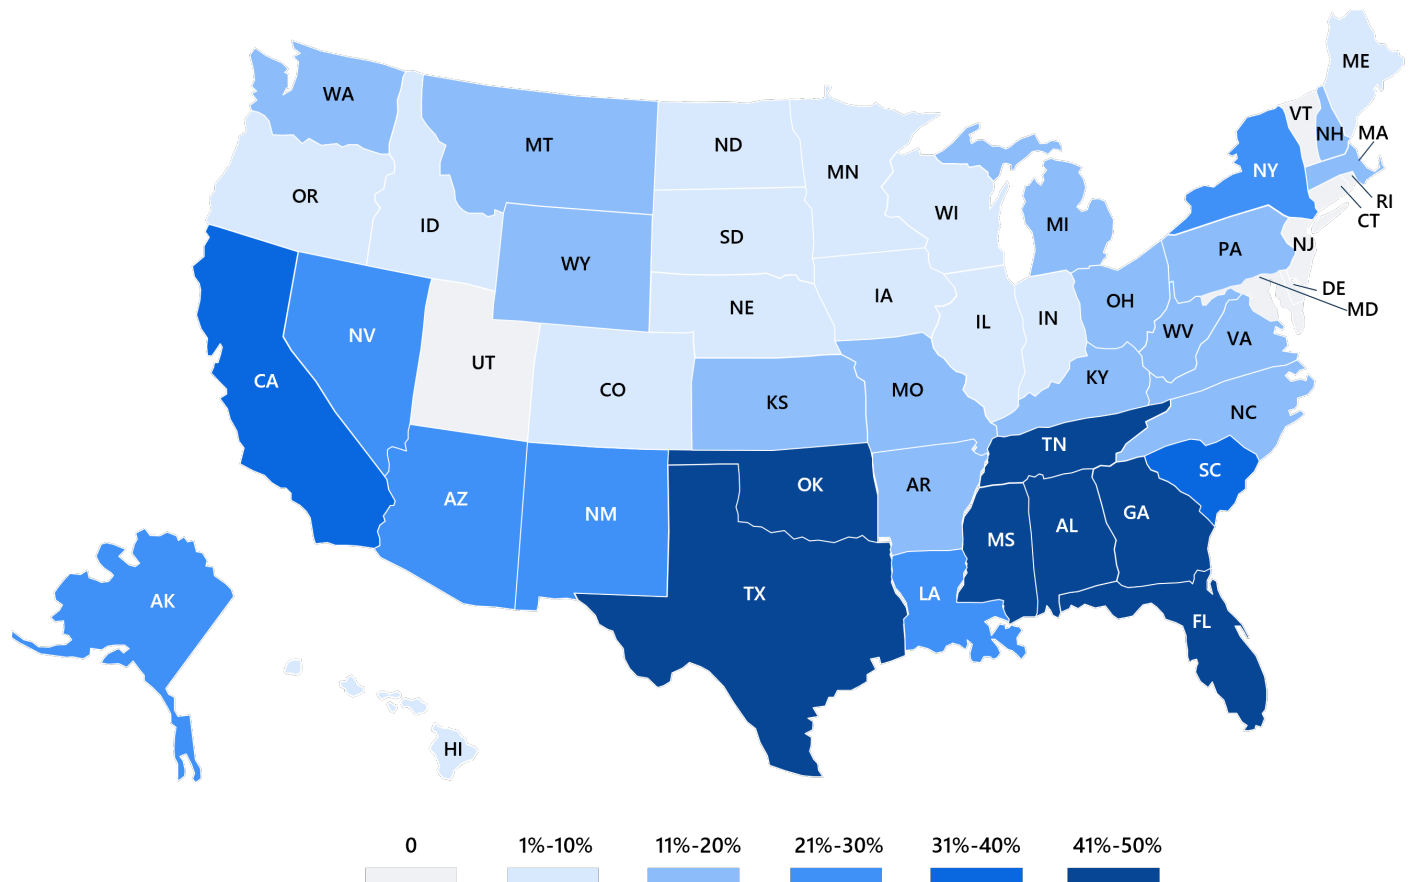 ME
WA
VT
NH
MA
MT
ND
MN
NY
OR
RI
WI
CT
ID
MI
SD
PA
NJ
WY
DE
IA
OH
MD
NE
IL
IN
NV
WV
VA
UT
KY
CA
CO
MO
KS
NC
TN
SC
OK
AR
AZ
GA
NM
AL
MS
TX
LA
AK
FL
HI
0 1%-10% 11%-20% 21%-30% 31%-40% 41%-50%